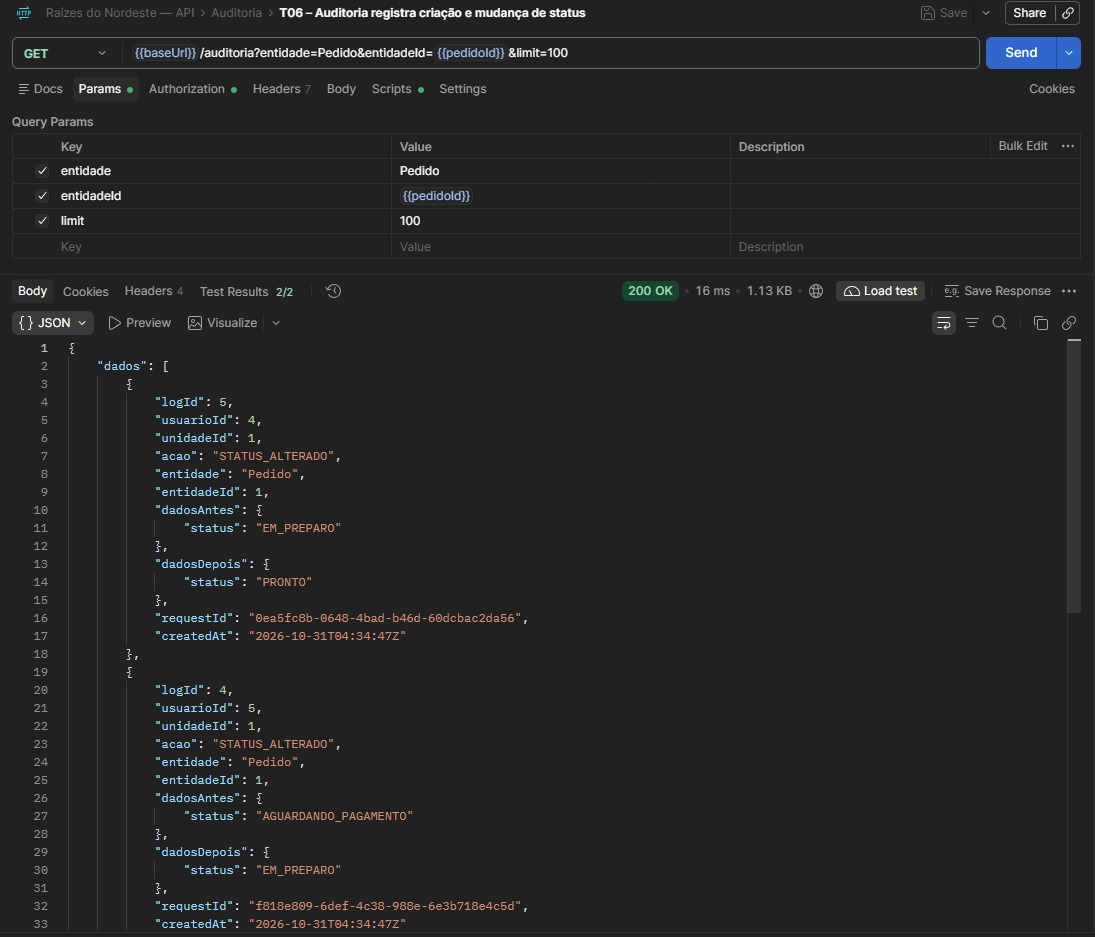 HTTP Raízes do Nordeste — API > Auditoria > T06 – Auditoria registra criação e mudança de status Save Share
GET {{baseUrl}} /auditoria?entidade=Pedido&entidadeId= {{pedidoId}} &limit=100 Send
Docs Params Authorization Headers 7 Body Scripts Settings Cookies
Query Params
Key Value Description Bulk Edit
entidade Pedido
entidadeId {{pedidoId}}
limit 100
Key Value Description
Body Cookies Headers 4 Test Results 2/2 200 OK 16 ms 1.13 KB Load test e.g. Save Response
{} JSON Preview Visualize
1 {
2 "dados": [
3 {
4 "logId": 5,
5 "usuarioId": 4,
6 "unidadeId": 1,
7 "acao": "STATUS_ALTERADO",
8 "entidade": "Pedido",
9 "entidadeId": 1,
10 "dadosAntes": {
11 "status": "EM_PREPARO"
12 },
13 "dadosDepois": {
14 "status": "PRONTO"
15 },
16 "requestId": "0ea5fc8b-0648-4bad-b46d-60dcbac2da56",
17 "createdAt": "2026-10-31T04:34:47Z"
18 },
19 {
20 "logId": 4,
21 "usuarioId": 5,
22 "unidadeId": 1,
23 "acao": "STATUS_ALTERADO",
24 "entidade": "Pedido",
25 "entidadeId": 1,
26 "dadosAntes": {
27 "status": "AGUARDANDO_PAGAMENTO"
28 },
29 "dadosDepois": {
30 "status": "EM_PREPARO"
31 },
32 "requestId": "f818e809-6def-4c38-988e-6e3b718e4c5d",
33 "createdAt": "2026-10-31T04:34:47Z"